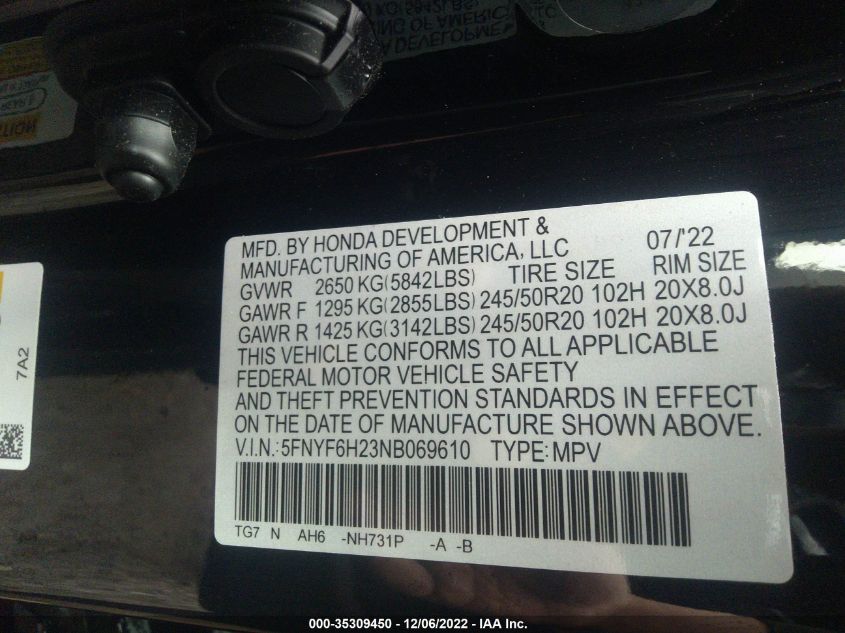 MFD. BY HONDA DEVELOPMENT &
MANUFACTURING OF AMERICA, LLC 07/'22
GVWR 2650 KG(5842LBS) TIRE SIZE RIM SIZE
GAWR F 1295 KG(2855LBS) 245/50R20 102H 20X8.0J
GAWR R 1425 KG(3142LBS) 245/50R20 102H 20X8.0J
THIS VEHICLE CONFORMS TO ALL APPLICABLE
FEDERAL MOTOR VEHICLE SAFETY
AND THEFT PREVENTION STANDARDS IN EFFECT
ON THE DATE OF MANUFACTURE SHOWN ABOVE.
V.I.N.: 5FNYF6H23NB069610 TYPE: MPV
TG7 N AH6 -NH731P -A -B
7A2
000-35309450 - 12/06/2022 - IAA Inc.